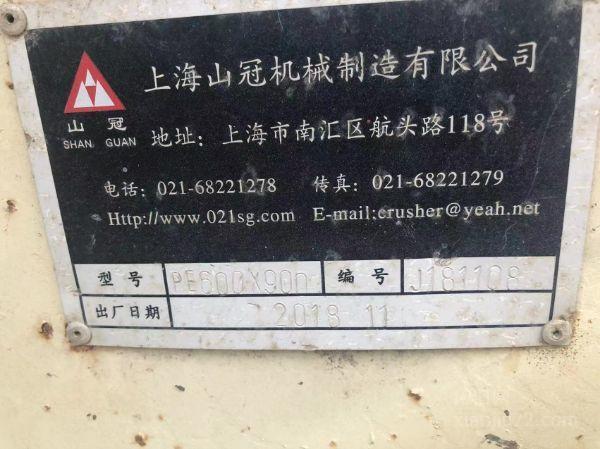 上海山冠机械制造有限公司
山 冠
SHAN GUAN
地址：上海市南汇区航头路118号
电话：021-68221278 传真：021-68221279
Http://www.021sg.com E-mail:crusher@yeah.net
型号 PE600X900 编号 J181108
出厂日期 2018 11